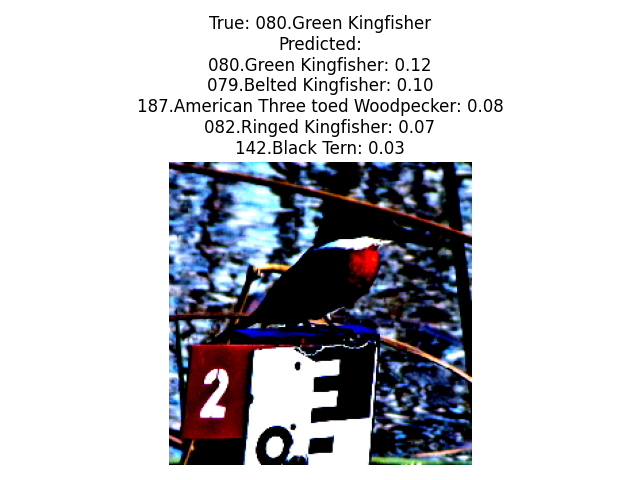 True: 080.Green Kingfisher
Predicted:
080.Green Kingfisher: 0.12
079.Belted Kingfisher: 0.10
187.American Three toed Woodpecker: 0.08
082.Ringed Kingfisher: 0.07
142.Black Tern: 0.03
2
0